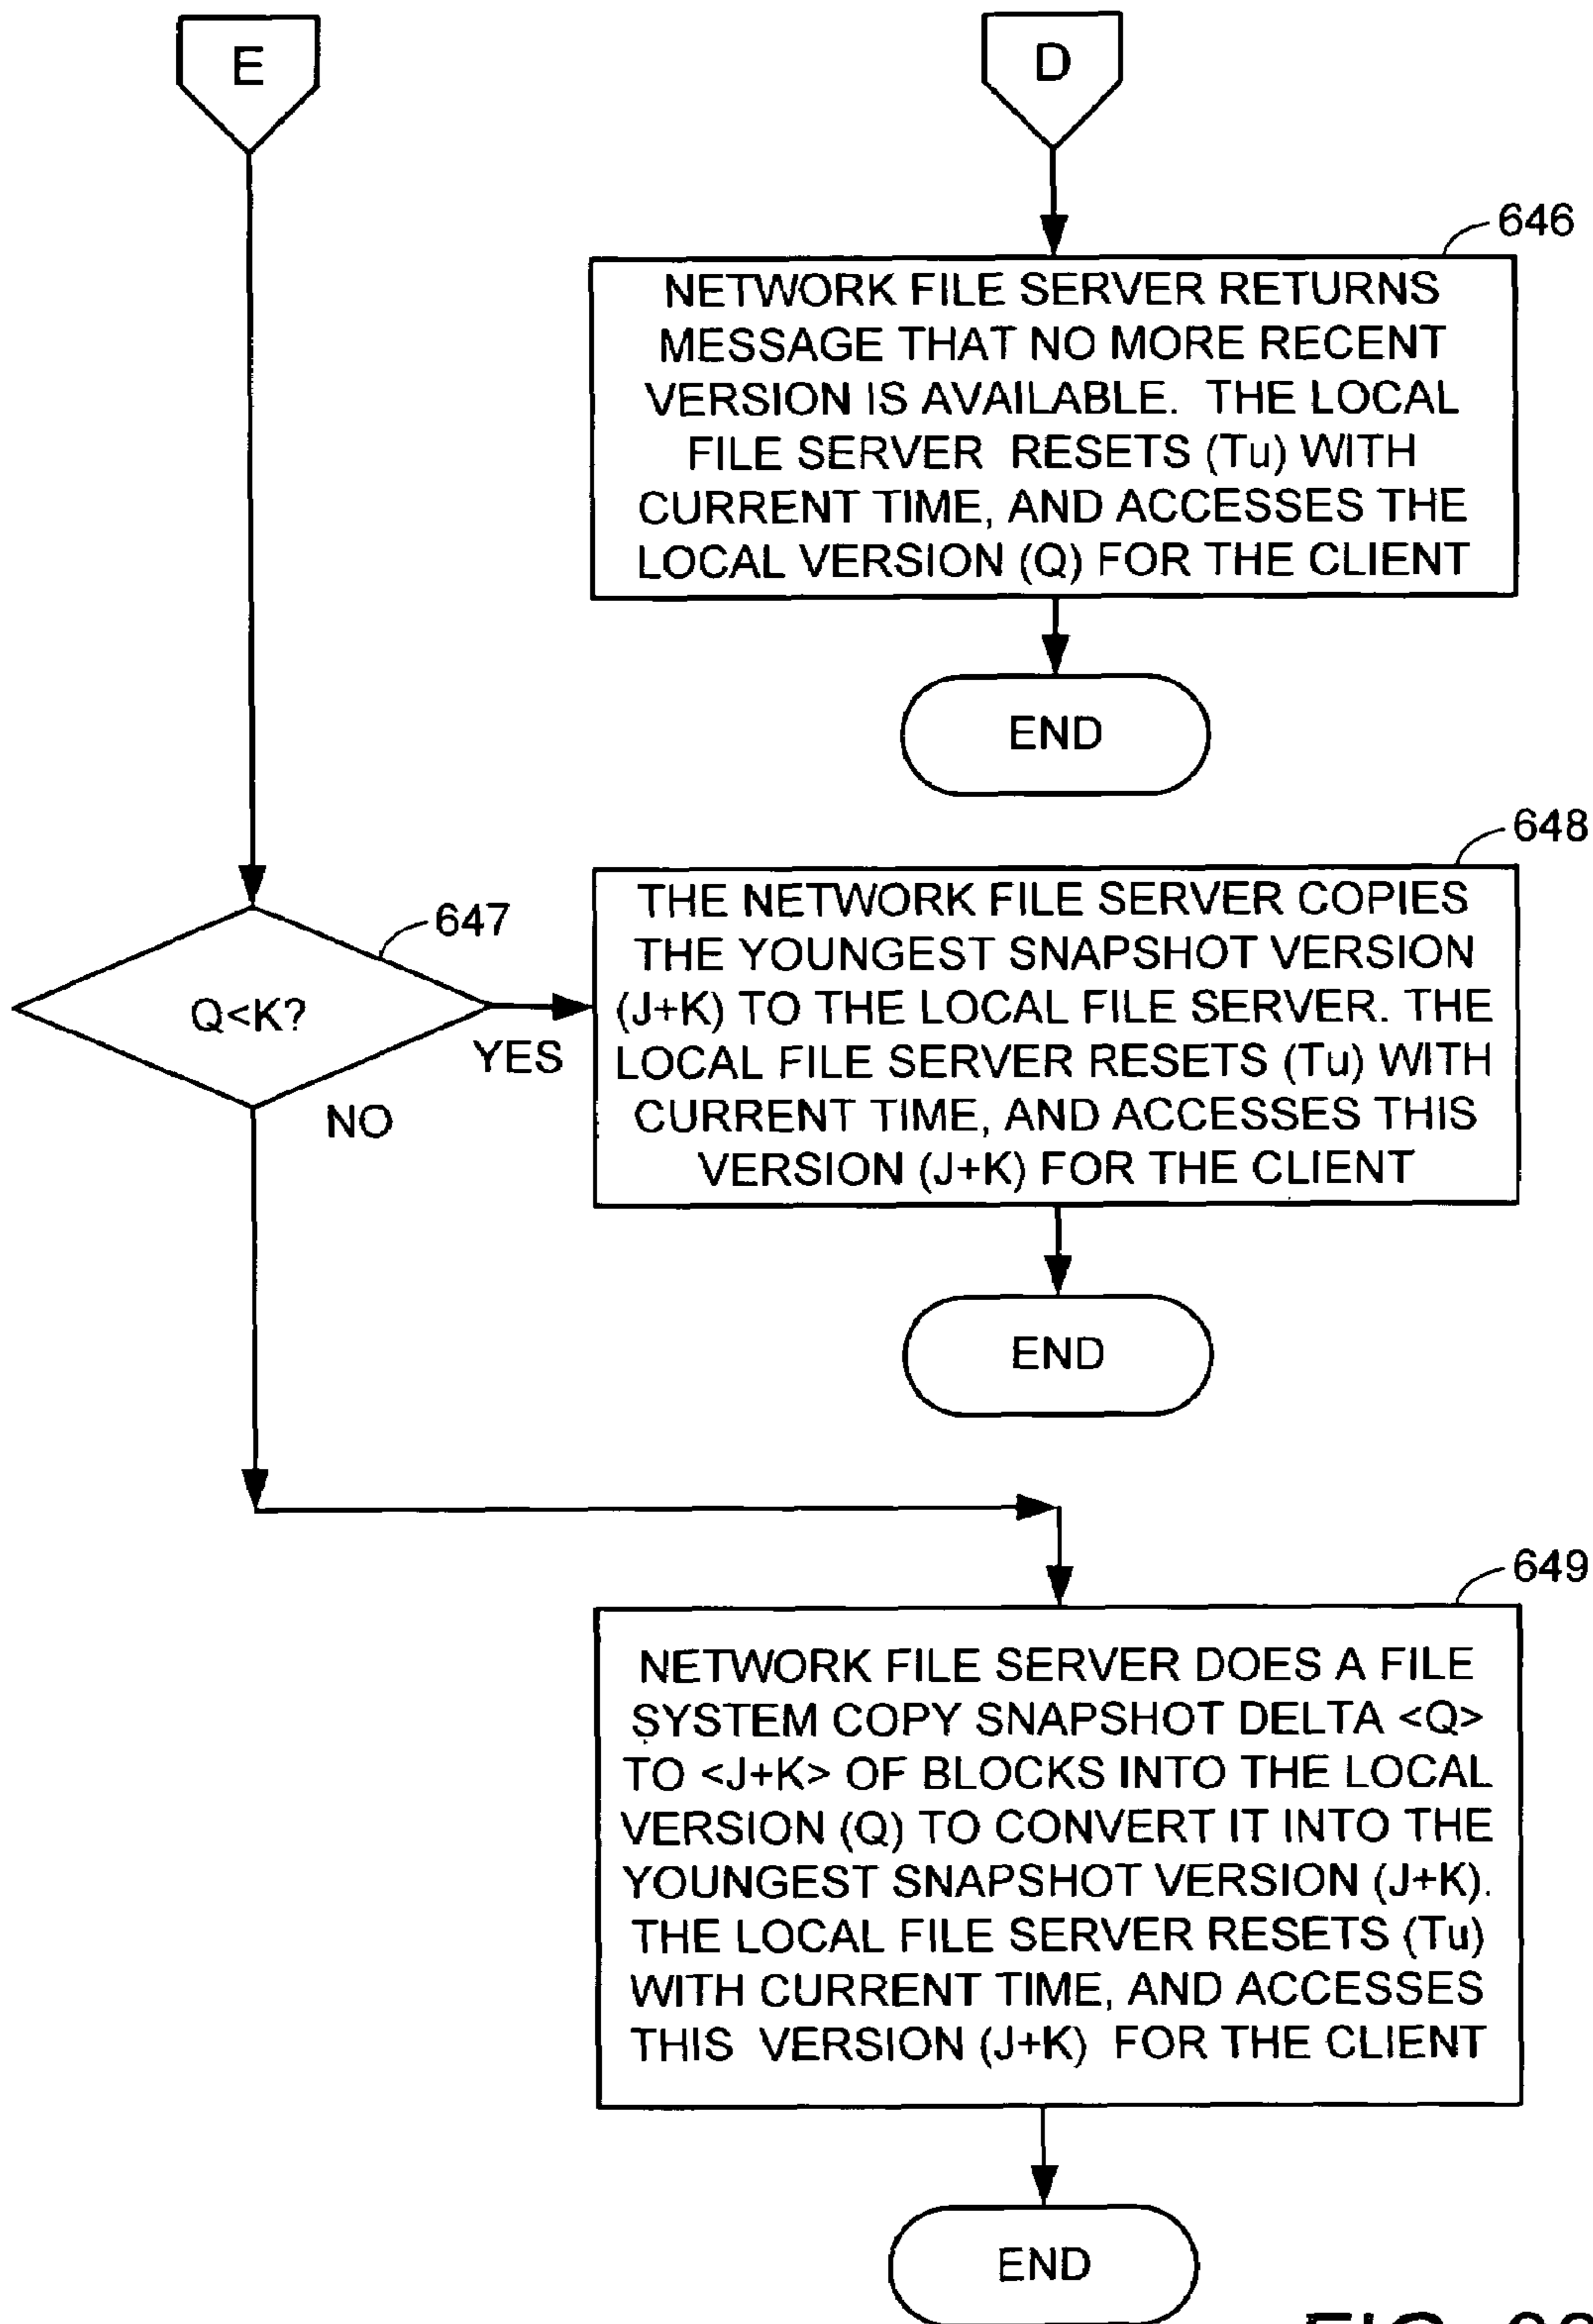 E
D
646
NETWORK FILE SERVER RETURNS
MESSAGE THAT NO MORE RECENT
VERSION IS AVAILABLE. THE LOCAL
FILE SERVER RESETS (Tu) WITH
CURRENT TIME, AND ACCESSES THE
LOCAL VERSION (Q) FOR THE CLIENT
END
648
THE NETWORK FILE SERVER COPIES
THE YOUNGEST SNAPSHOT VERSION
(J+K) TO THE LOCAL FILE SERVER. THE
LOCAL FILE SERVER RESETS (Tu) WITH
CURRENT TIME, AND ACCESSES THIS
VERSION (J+K) FOR THE CLIENT
647
Q<K?
YES
NO
END
649
NETWORK FILE SERVER DOES A FILE
SYSTEM COPY SNAPSHOT DELTA <Q>
TO <J+K> OF BLOCKS INTO THE LOCAL
VERSION (Q) TO CONVERT IT INTO THE
YOUNGEST SNAPSHOT VERSION (J+K).
THE LOCAL FILE SERVER RESETS (Tu)
WITH CURRENT TIME, AND ACCESSES
THIS VERSION (J+K) FOR THE CLIENT
END